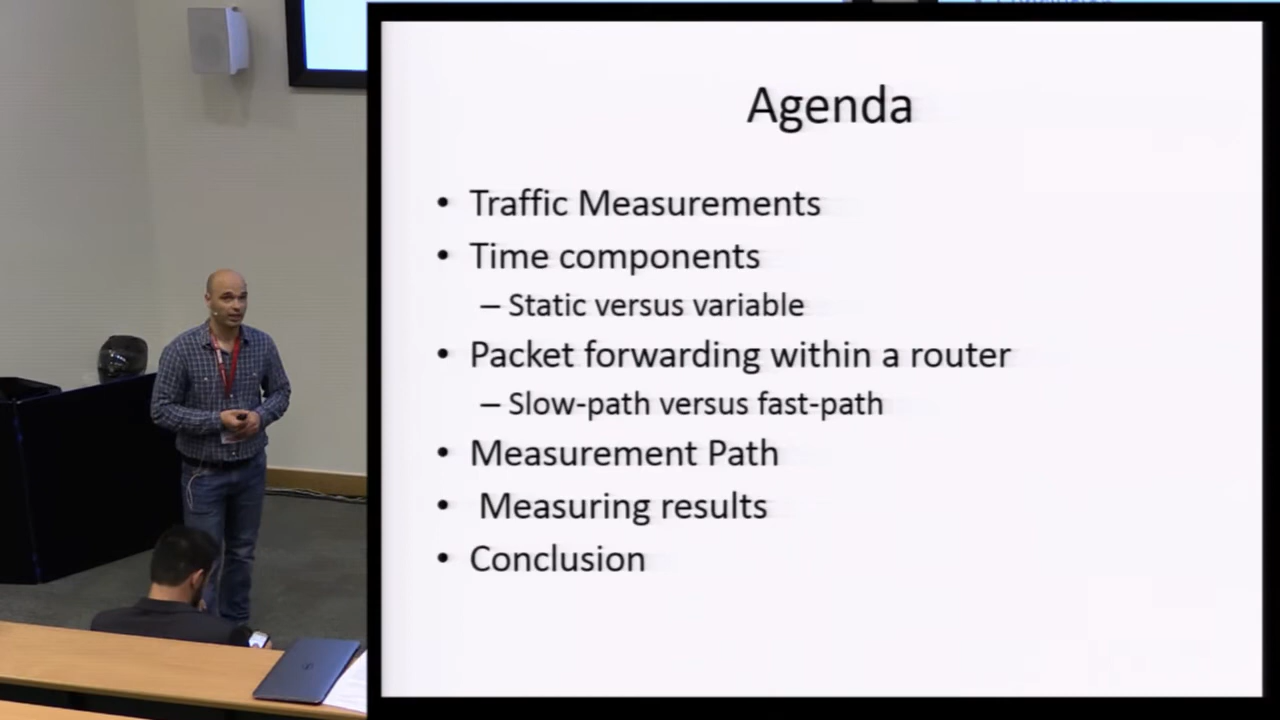 Agenda
• Traffic Measurements
• Time components
– Static versus variable
• Packet forwarding within a router
– Slow-path versus fast-path
• Measurement Path
• Measuring results
• Conclusion